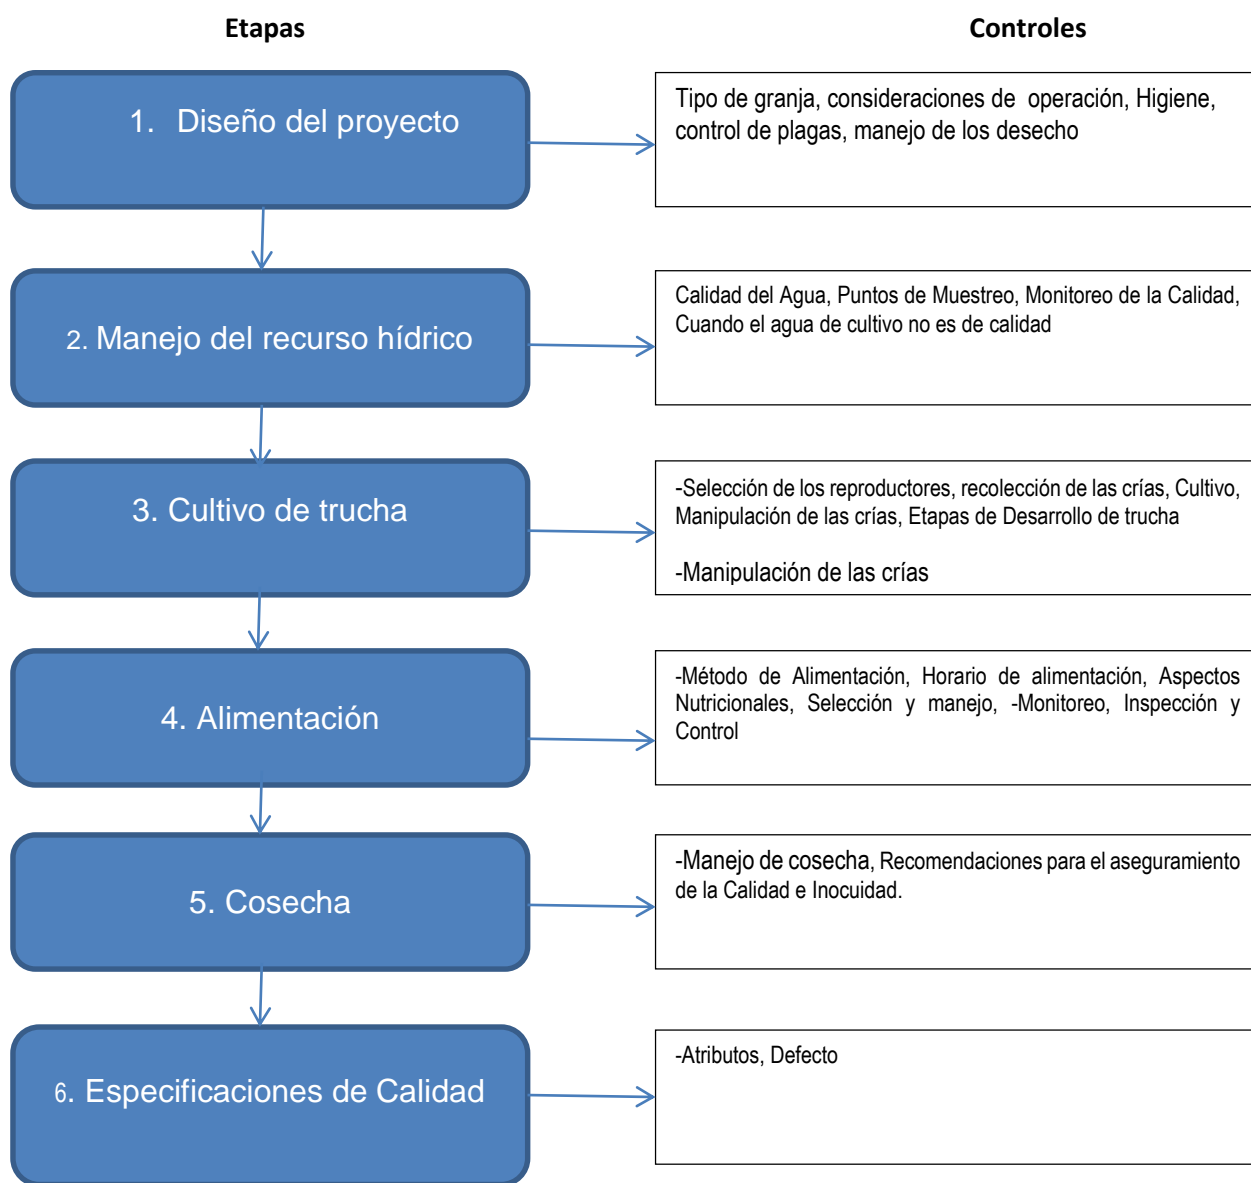 Etapas
Controles
1. Diseño del proyecto
Tipo de granja, consideraciones de operación, Higiene,
control de plagas, manejo de los desecho
2. Manejo del recurso hídrico
Calidad del Agua, Puntos de Muestreo, Monitoreo de la Calidad,
Cuando el agua de cultivo no es de calidad
3. Cultivo de trucha
-Selección de los reproductores, recolección de las crías, Cultivo,
Manipulación de las crías, Etapas de Desarrollo de trucha
-Manipulación de las crías
4. Alimentación
-Método de Alimentación, Horario de alimentación, Aspectos
Nutricionales, Selección y manejo, -Monitoreo, Inspección y
Control
5. Cosecha
-Manejo de cosecha, Recomendaciones para el aseguramiento
de la Calidad e Inocuidad.
6. Especificaciones de Calidad
-Atributos, Defecto